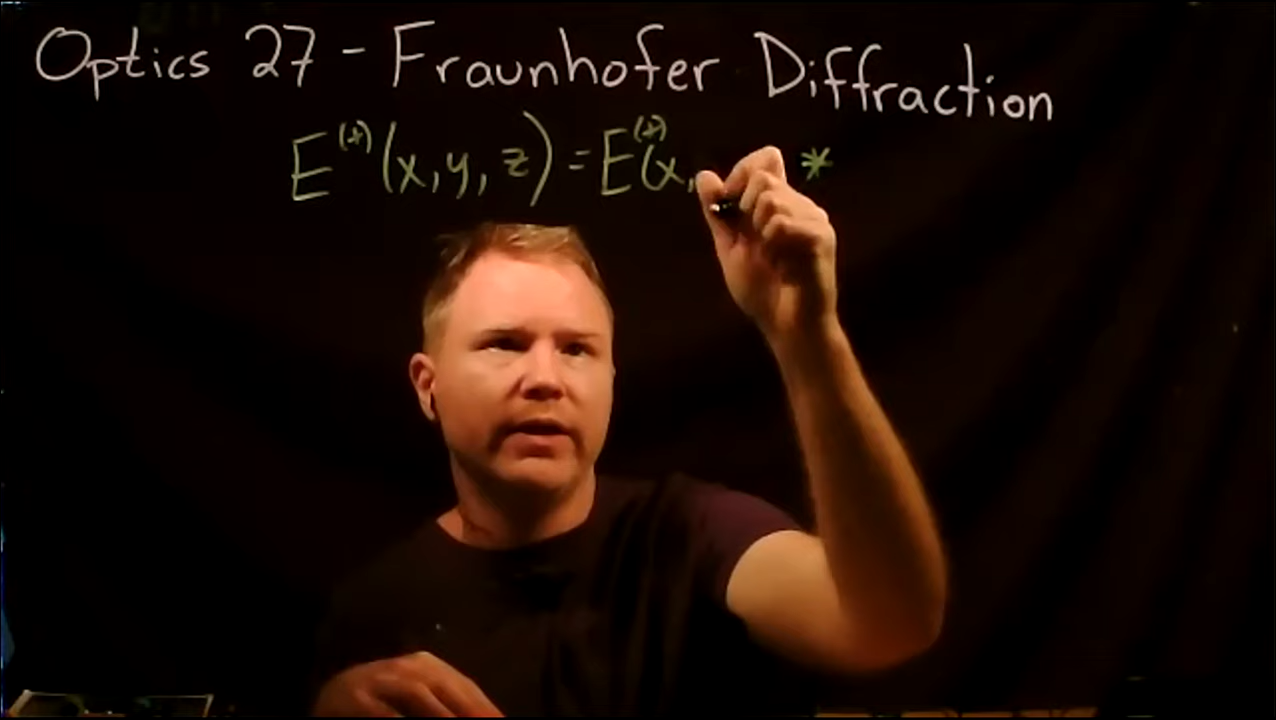 Optics 27 - Fraunhofer Diffraction
E⁽⁺⁾(x,y,z) = E⁽⁺⁾(x, *